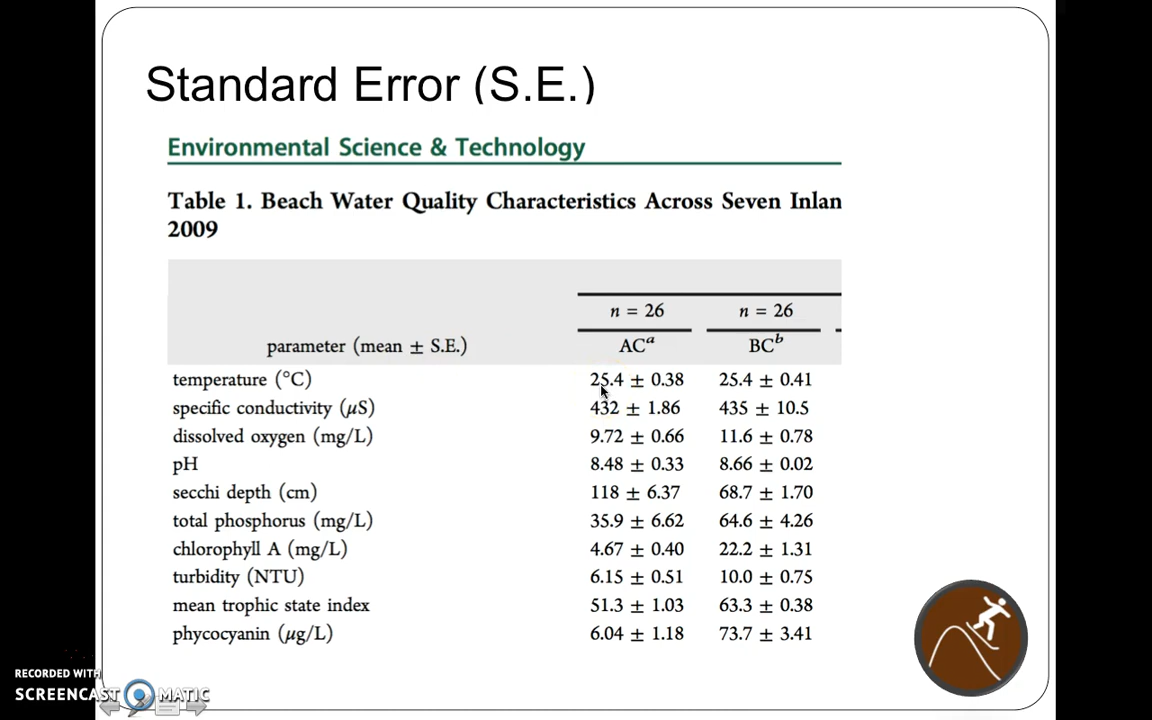 Standard Error (S.E.)
Environmental Science & Technology
Table 1. Beach Water Quality Characteristics Across Seven Inlan
2009
n = 26 n = 26
parameter (mean ± S.E.) ACᵃ BCᵇ
temperature (°C) 25.4 ± 0.38 25.4 ± 0.41
specific conductivity (μS) 432 ± 1.86 435 ± 10.5
dissolved oxygen (mg/L) 9.72 ± 0.66 11.6 ± 0.78
pH 8.48 ± 0.33 8.66 ± 0.02
secchi depth (cm) 118 ± 6.37 68.7 ± 1.70
total phosphorus (mg/L) 35.9 ± 6.62 64.6 ± 4.26
chlorophyll A (mg/L) 4.67 ± 0.40 22.2 ± 1.31
turbidity (NTU) 6.15 ± 0.51 10.0 ± 0.75
mean trophic state index 51.3 ± 1.03 63.3 ± 0.38
phycocyanin (μg/L) 6.04 ± 1.18 73.7 ± 3.41
RECORDED WITH
SCREENCAST MATIC